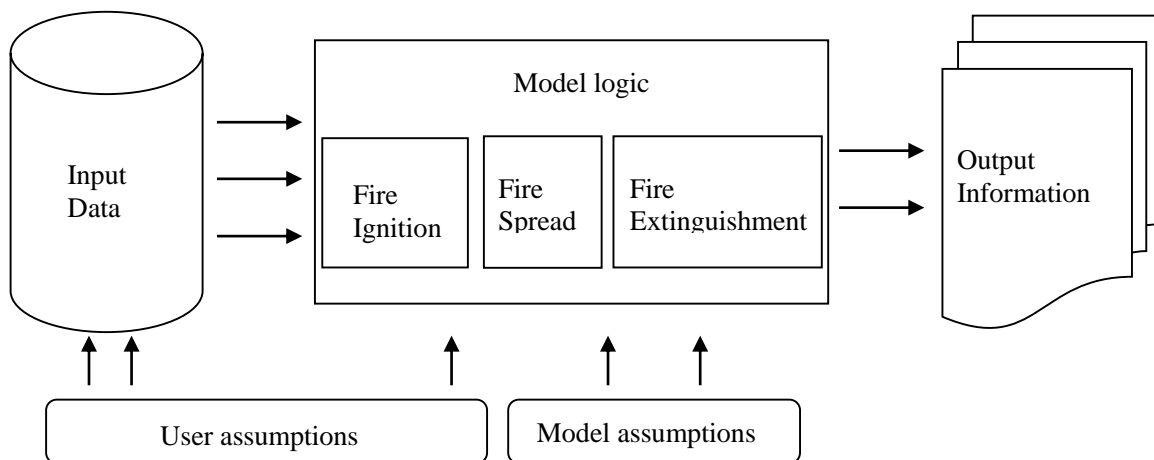 Model logic
Input
Data
Fire
Ignition
Fire
Spread
Fire
Extinguishment
Output
Information
User assumptions
Model assumptions